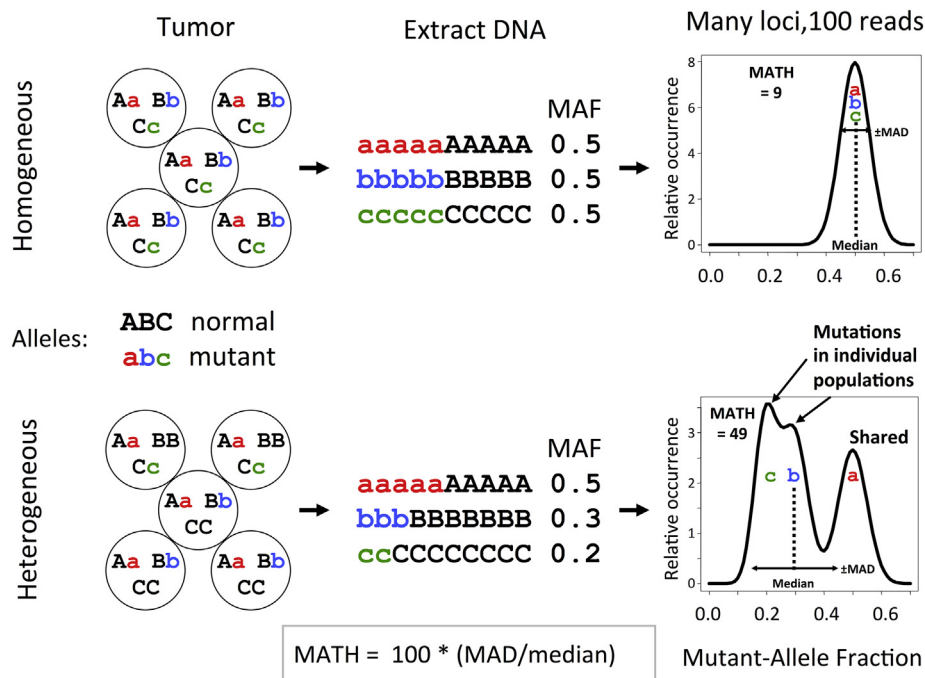 Tumor
Extract DNA
Many loci,100 reads
Homogeneous
Aa Bb
Cc
Aa Bb
Cc
Aa Bb
Cc
Aa Bb
Cc
Aa Bb
Cc
MAF
aaaaaAAAAA 0.5
bbbbbBBBBB 0.5
cccccCCCCC 0.5
Relative occurrence
8
6
4
2
0
MATH
= 9
a
b
c
±MAD
Median
0.0 0.2 0.4 0.6
Alleles:
ABC normal
abc mutant
Heterogeneous
Aa BB
Cc
Aa BB
Cc
Aa Bb
CC
Aa Bb
CC
Aa Bb
CC
MAF
aaaaaAAAAA 0.5
bbbBBBBBBB 0.3
ccCCCCCCCC 0.2
Mutations
in individual
populations
Relative occurrence
3
2
1
0
MATH
= 49
Shared
c b a
±MAD
Median
0.0 0.2 0.4 0.6
Mutant-Allele Fraction
MATH = 100 * (MAD/median)